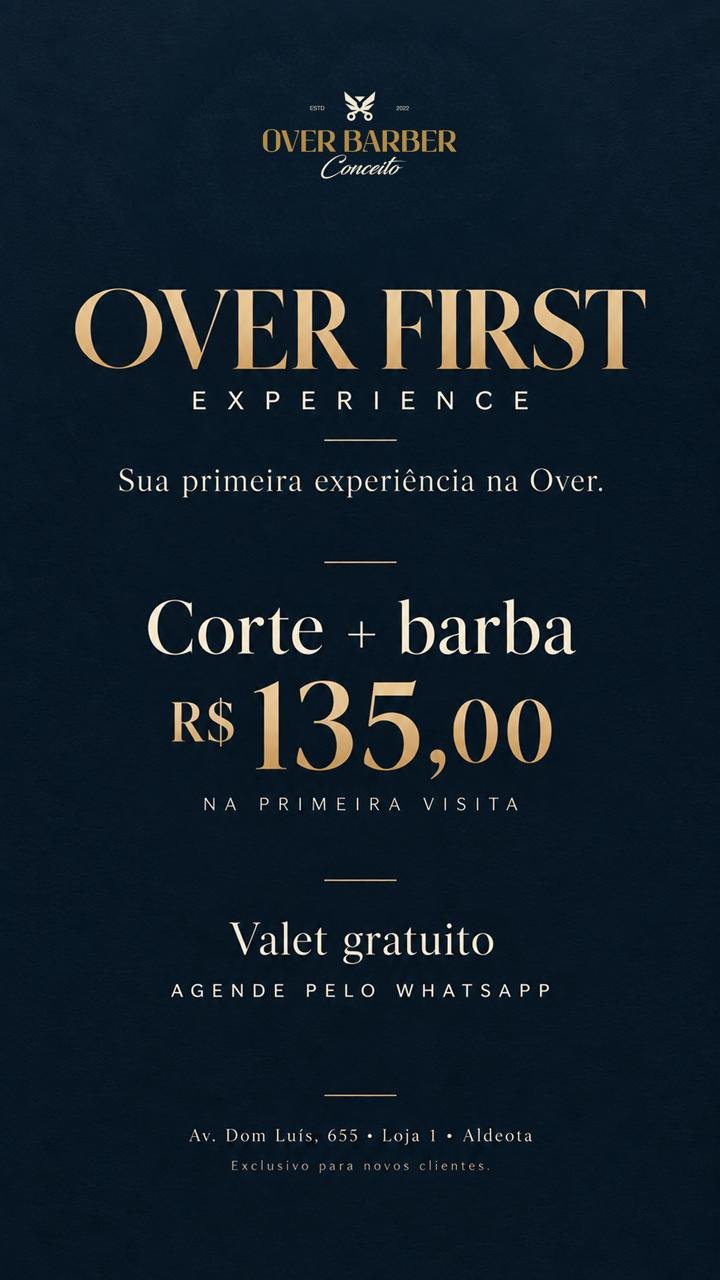 ESTD 2022
OVER BARBER
Conceito
OVER FIRST
EXPERIENCE
Sua primeira experiência na Over.
Corte + barba
R$ 135,00
NA PRIMEIRA VISITA
Valet gratuito
AGENDE PELO WHATSAPP
Av. Dom Luís, 655 • Loja 1 • Aldeota
Exclusivo para novos clientes.